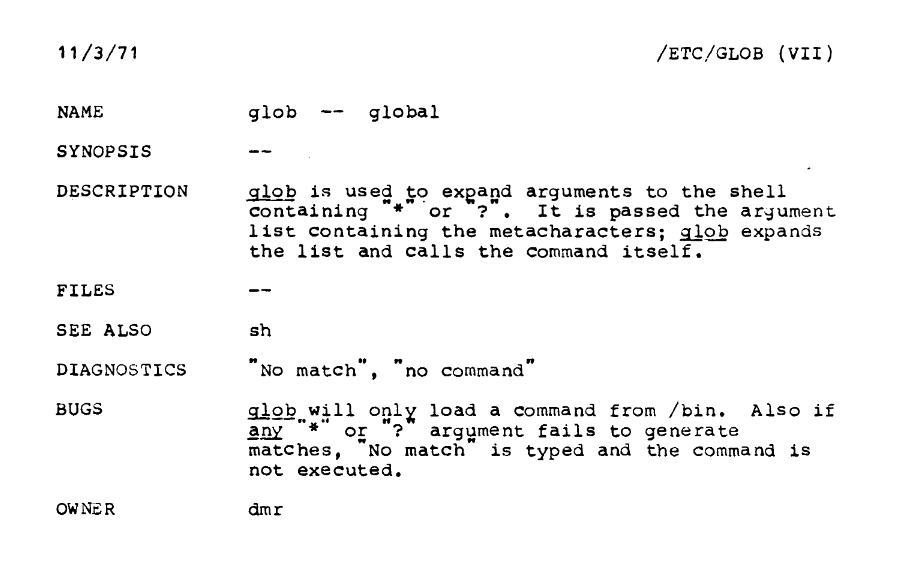 11/3/71 /ETC/GLOB (VII)
NAME glob -- global
SYNOPSIS --
DESCRIPTION glob is used to expand arguments to the shell
containing "*" or "?". It is passed the argument
list containing the metacharacters; glob expands
the list and calls the command itself.
FILES --
SEE ALSO sh
DIAGNOSTICS "No match", "no command"
BUGS glob will only load a command from /bin. Also if
any "*" or "?" argument fails to generate
matches, "No match" is typed and the command is
not executed.
OWNER dmr